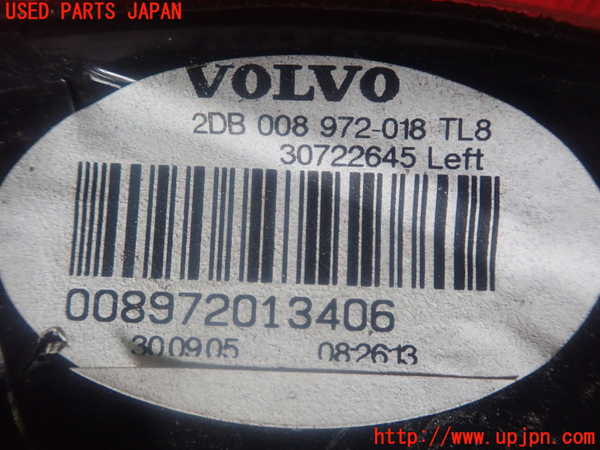 USED PARTS JAPAN
VOLVO
2DB 008 972-018 TL8
30722645 Left
008972013406
30.09.05 08:26:13
UPJ
http://www.upjpn.com/